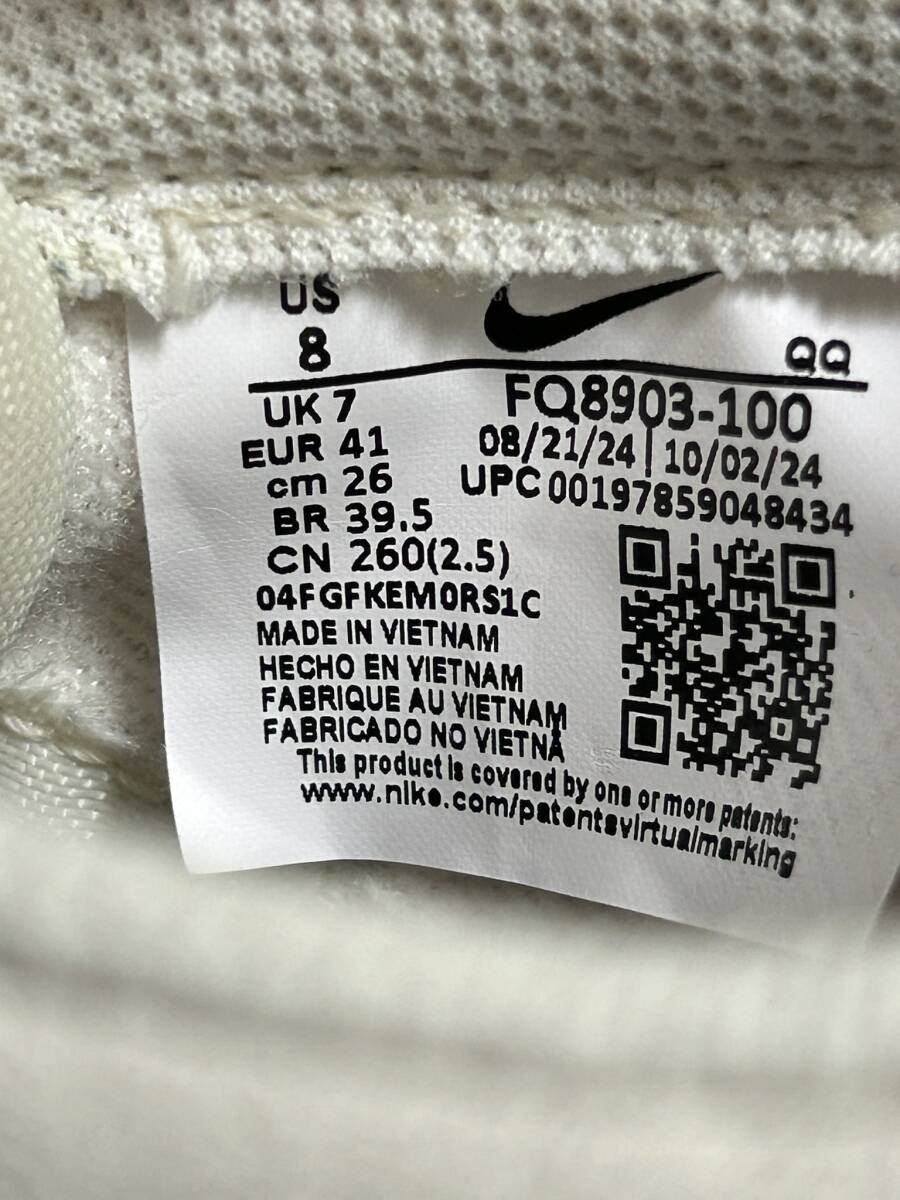 US
8
QQ
UK 7
EUR 41
cm 26
BR 39.5
CN 260(2.5)
FQ8903-100
08/21/24 | 10/02/24
UPC 00197859048434
04FGFKEM0RS1C
MADE IN VIETNAM
HECHO EN VIETNAM
FABRIQUE AU VIETNAM
FABRICADO NO VIETNÃ
This product is covered by one or more patents:
www.nike.com/patentsvirtualmarking